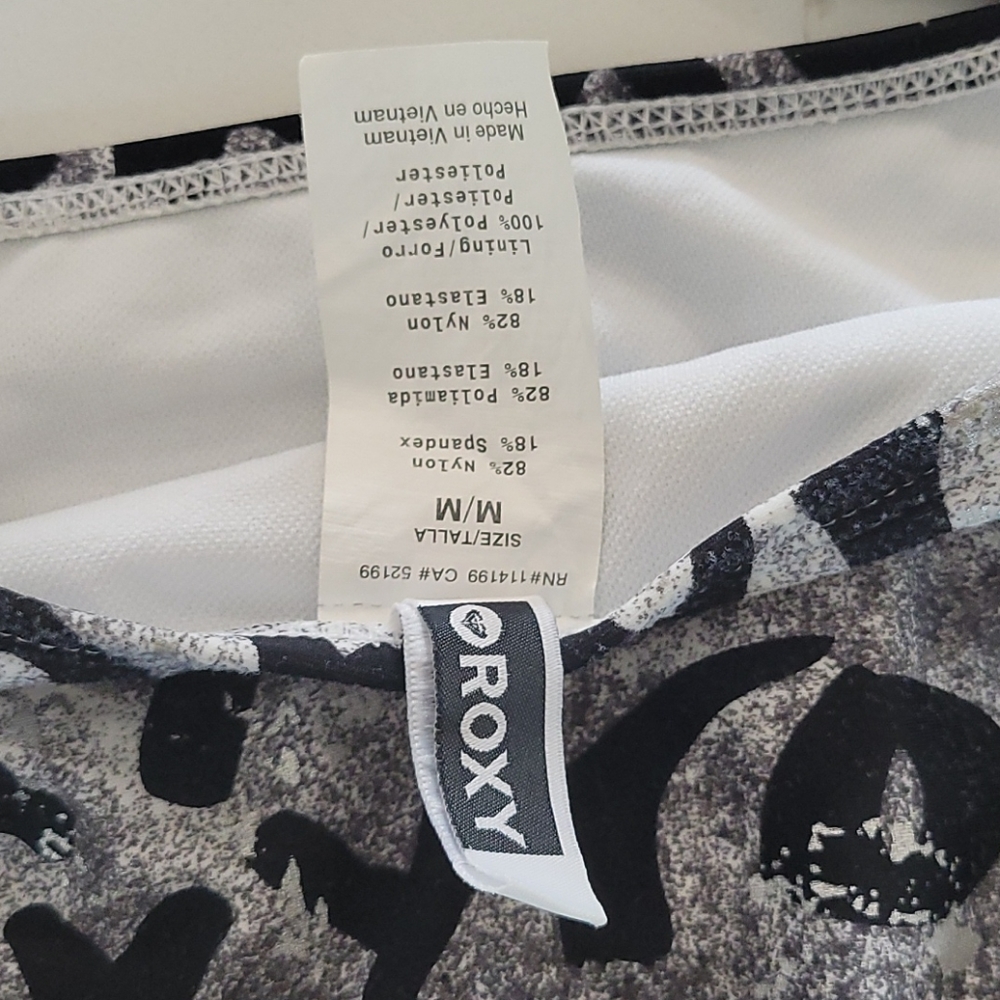 RN#114199 CA# 52199
SIZE/TALLA
M/M
82% Nylon
18% Spandex
82% Poliamida
18% Elastano
82% Nylon
18% Elastano
Lining/Forro
100% Polyester/
Poliester/
Poliester
Made in Vietnam
Hecho en Vietnam
ROXY